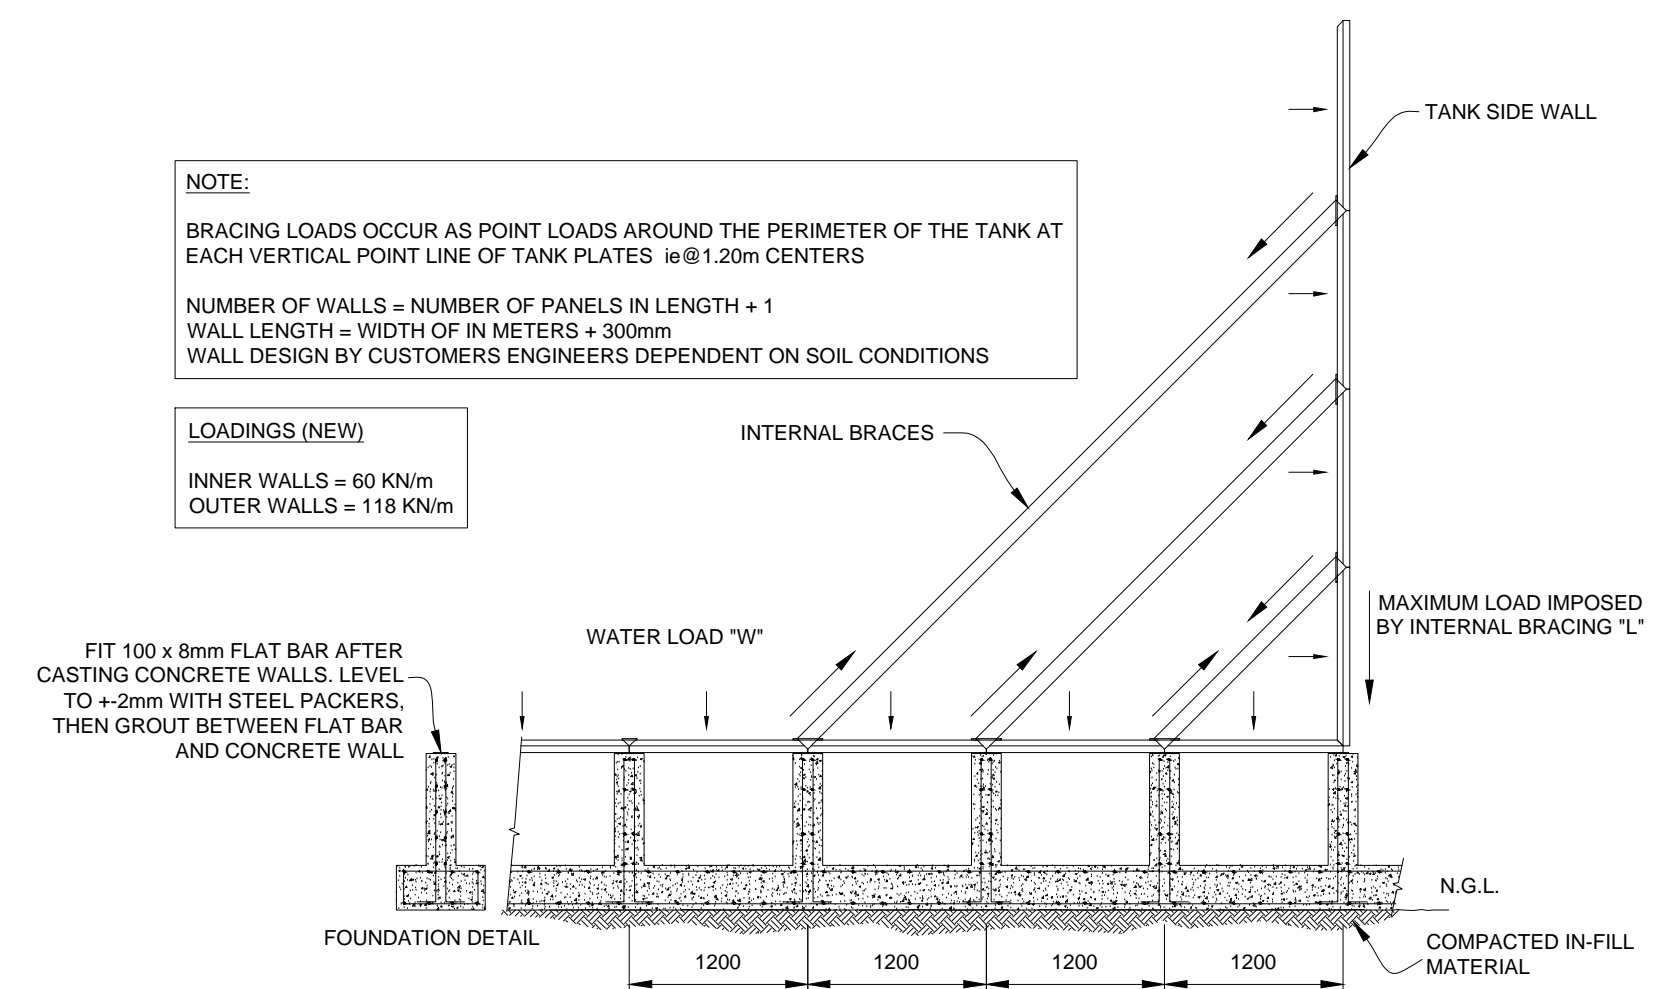 TANK SIDE WALL
NOTE:
BRACING LOADS OCCUR AS POINT LOADS AROUND THE PERIMETER OF THE TANK AT
EACH VERTICAL POINT LINE OF TANK PLATES ie@1.20m CENTERS
NUMBER OF WALLS = NUMBER OF PANELS IN LENGTH + 1
WALL LENGTH = WIDTH OF IN METERS + 300mm
WALL DESIGN BY CUSTOMERS ENGINEERS DEPENDENT ON SOIL CONDITIONS
LOADINGS (NEW)
INNER WALLS = 60 KN/m
OUTER WALLS = 118 KN/m
INTERNAL BRACES
MAXIMUM LOAD IMPOSED
BY INTERNAL BRACING "L"
WATER LOAD "W"
FIT 100 x 8mm FLAT BAR AFTER
CASTING CONCRETE WALLS. LEVEL
TO +-2mm WITH STEEL PACKERS,
THEN GROUT BETWEEN FLAT BAR
AND CONCRETE WALL
N.G.L.
FOUNDATION DETAIL
COMPACTED IN-FILL
MATERIAL
1200
1200
1200
1200